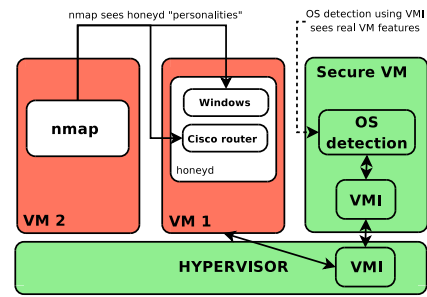 nmap sees honeyd "personalities"
OS detection using VMI
sees real VM features
nmap
VM 2
Windows
Cisco router
honeyd
VM 1
Secure VM
OS
detection
VMI
HYPERVISOR
VMI